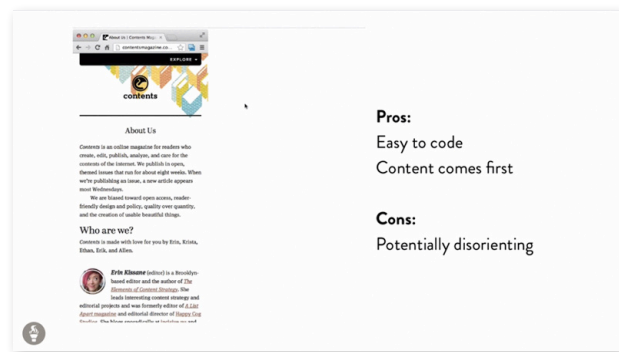 About Us | Contents Mag
contentsmagazine.co...
EXPLORE
contents
About Us
Contents is an online magazine for readers who
create, edit, publish, analyze, and care for the
contents of the internet. We publish in open,
themed issues that run for about eight weeks. When
we're publishing an issue, a new article appears
most Wednesdays.
We are biased toward open access, reader-
friendly design and policy, quality over quantity,
and the creation of usable beautiful things.
Who are we?
Contents is made with love for you by Erin, Krista,
Ethan, Erik, and Allen.
Erin Kissane (editor) is a Brooklyn-
based editor and the author of The
Elements of Content Strategy. She
leads interesting content strategy and
editorial projects and was formerly editor of A List
Apart magazine and editorial director of Happy Cog
Pros:
Easy to code
Content comes first
Cons:
Potentially disorienting